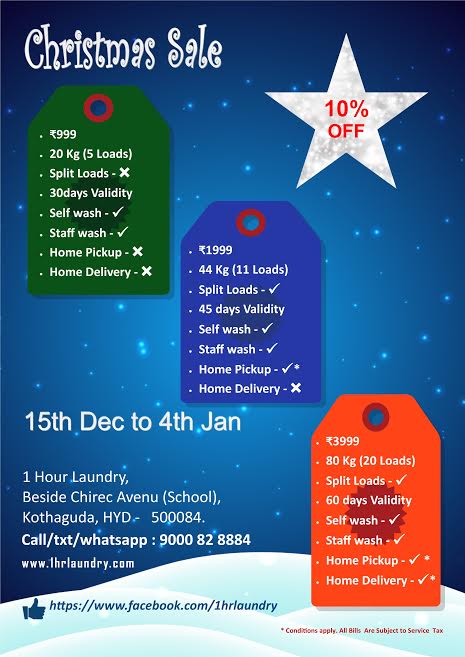 Christmas Sale
10%
OFF
• ₹999
• 20 Kg (5 Loads)
• Split Loads - ✖
• 30days Validity
• Self wash - ✓
• Staff wash - ✓
• Home Pickup - ✖
• Home Delivery - ✖
• ₹1999
• 44 Kg (11 Loads)
• Split Loads - ✓
• 45 days Validity
• Self wash - ✓
• Staff wash - ✓
• Home Pickup - ✓*
• Home Delivery - ✖
• ₹3999
• 80 Kg (20 Loads)
• Split Loads - ✓
• 60 days Validity
• Self wash - ✓
• Staff wash - ✓
• Home Pickup - ✓ *
• Home Delivery - ✓*
15th Dec to 4th Jan
1 Hour Laundry,
Beside Chirec Avenu (School),
Kothaguda, HYD - 500084.
Call/txt/whatsapp : 9000 82 8884
www.1hrlaundry.com
https://www.facebook.com/1hrlaundry
* Conditions apply. All Bills Are Subject to Service Tax